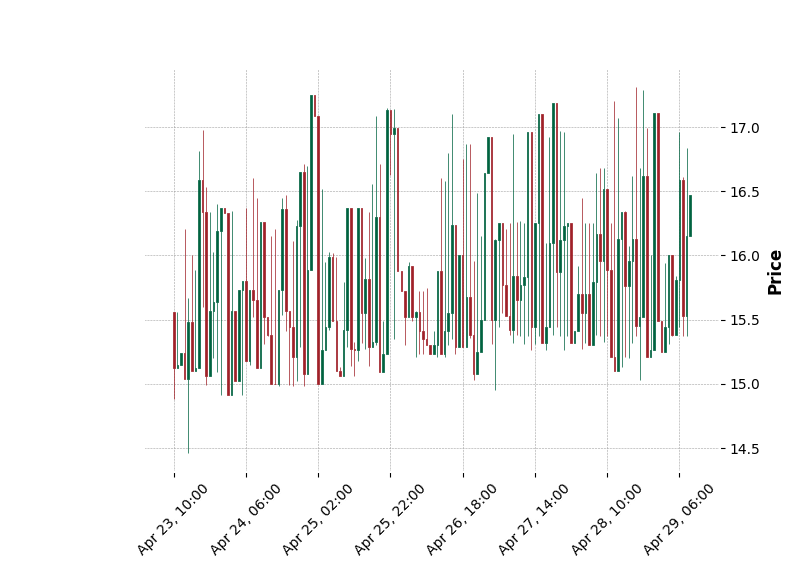 17.0
16.5
16.0
15.5
15.0
14.5
Price
Apr 23, 10:00
Apr 24, 06:00
Apr 25, 02:00
Apr 25, 22:00
Apr 26, 18:00
Apr 27, 14:00
Apr 28, 10:00
Apr 29, 06:00